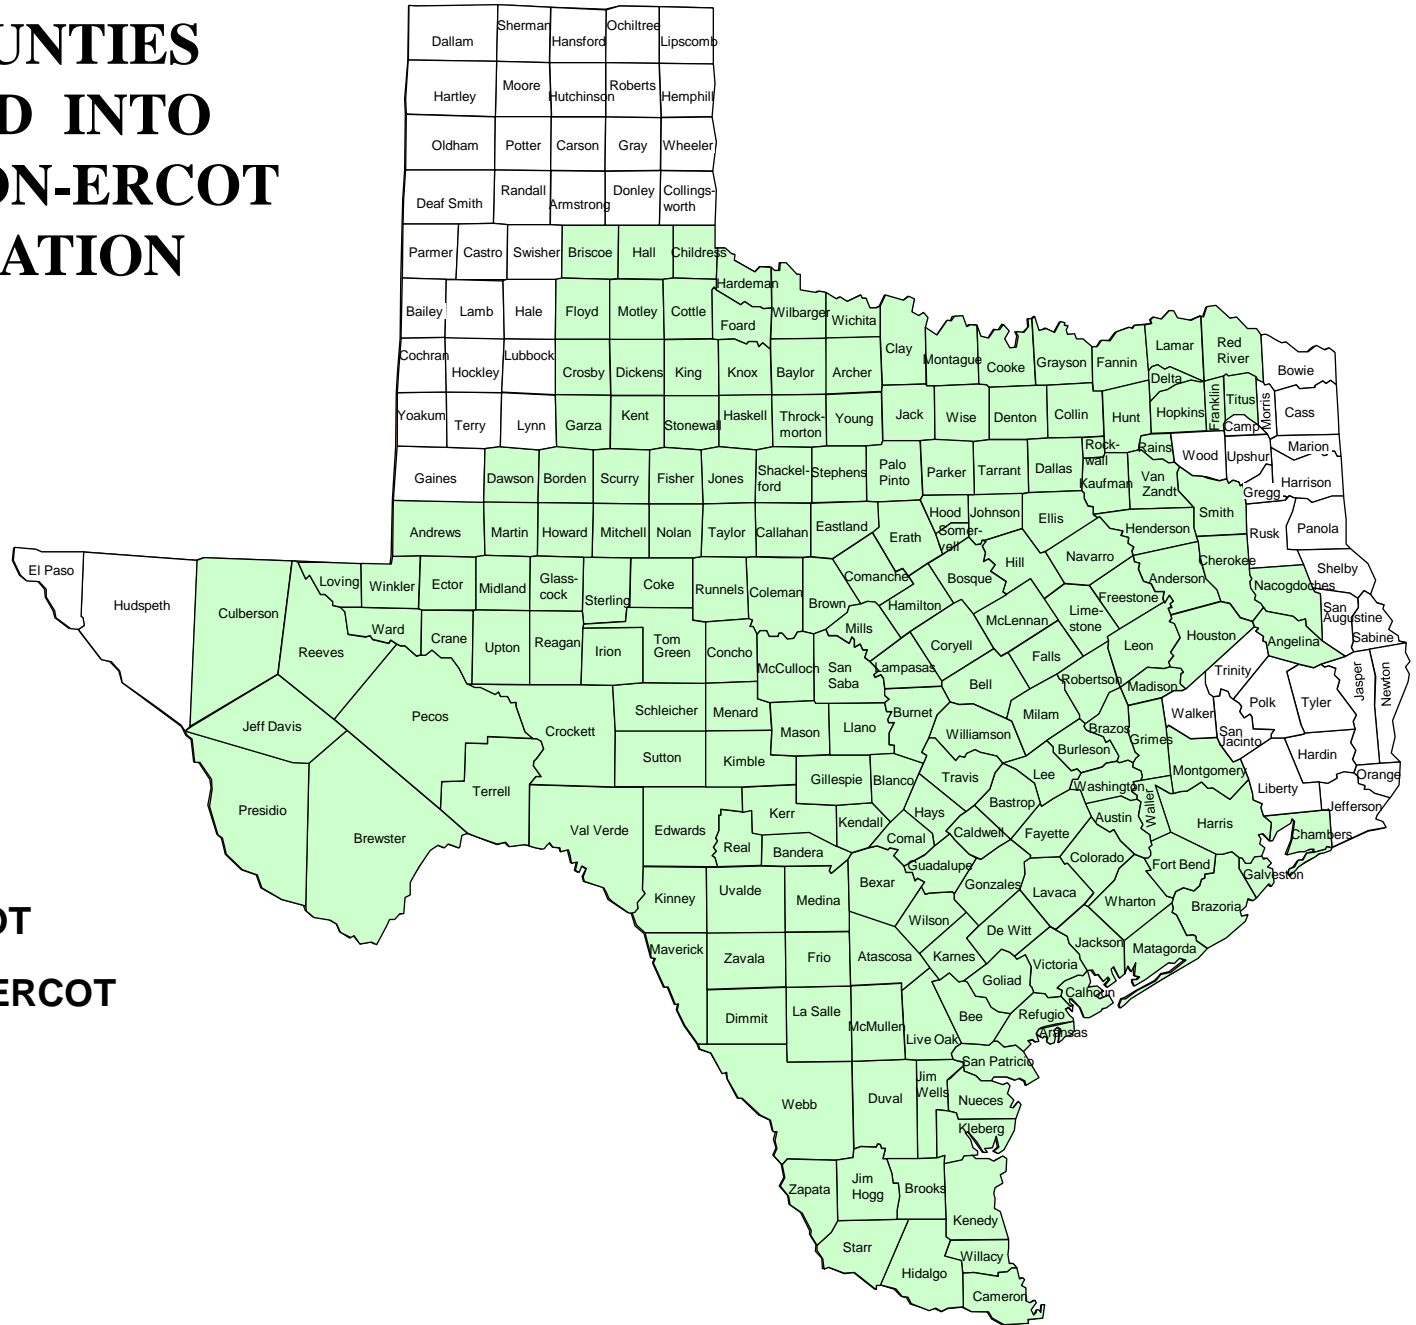 UNTIES
D INTO
ON-ERCOT
ATION
Sherman Ochiltree
Dallam Hansford Lipscomb
Moore Roberts
Hartley Hutchinson Hemphill
Oldham Potter Carson Gray Wheeler
Randall Donley Collings-
Deaf Smith Armstrong worth
Parmer Castro Swisher Briscoe Hall Childress
Hardeman
Bailey Lamb Hale Floyd Motley Cottle Foard Wilbarger Wichita
Cochran Lubbock Clay Montague Cooke Grayson Fannin Lamar Red
River
Hockley Crosby Dickens King Knox Baylor Archer Delta Bowie
Yoakum Kent Haskell Throck-
morton Young Jack Wise Denton Collin Hunt Hopkins Franklin Titus Morris Cass
Terry Lynn Garza Stonewall Camp
Rock-
wall Rains Wood Upshur Marion
Gaines Dawson Borden Scurry Fisher Jones Shackel-
ford Stephens Palo
Pinto Parker Tarrant Dallas Kaufman Van
Zandt Gregg Harrison
Andrews Martin Howard Mitchell Nolan Taylor Callahan Eastland Erath Hood Johnson Ellis Henderson Smith Rusk Panola
Somer-
vell
El Paso Hudspeth Culberson Loving Winkler Ector Midland Glass-
cock Sterling Coke Runnels Coleman Brown Comanche Bosque Hill Navarro Anderson Cherokee Nacogdoches Shelby
Hamilton Freestone San
Augustine
Ward Crane Upton Reagan Irion Tom
Green Concho Mills Coryell McLennan Lime-
stone Leon Houston Angelina Sabine
Reeves McCulloch San
Saba Lampasas Bell Falls Robertson Madison Trinity Jasper Newton
Jeff Davis Pecos Crockett Schleicher Menard Mason Llano Burnet Williamson Milam Brazos Grimes Walker San
Jacinto Polk Tyler
Sutton Kimble Burleson Hardin
Presidio Terrell Gillespie Blanco Travis Lee Washington Montgomery Liberty Orange
Brewster Val Verde Edwards Kerr Kendall Hays Bastrop Austin Waller Harris Jefferson
Real Bandera Comal Caldwell Fayette Chambers
Guadalupe Colorado Fort Bend Galveston
Kinney Uvalde Medina Bexar Gonzales Lavaca Wharton Brazoria
OT
Wilson De Witt
Maverick Zavala Frio Atascosa Karnes Jackson Matagorda
Goliad Victoria
ERCOT
Calhoun
Dimmit La Salle McMullen Live Oak Bee Refugio
Aransas
San Patricio
Webb Duval Jim
Wells Nueces
Kleberg
Zapata Jim
Hogg Brooks
Kenedy
Starr Willacy
Hidalgo
Cameron